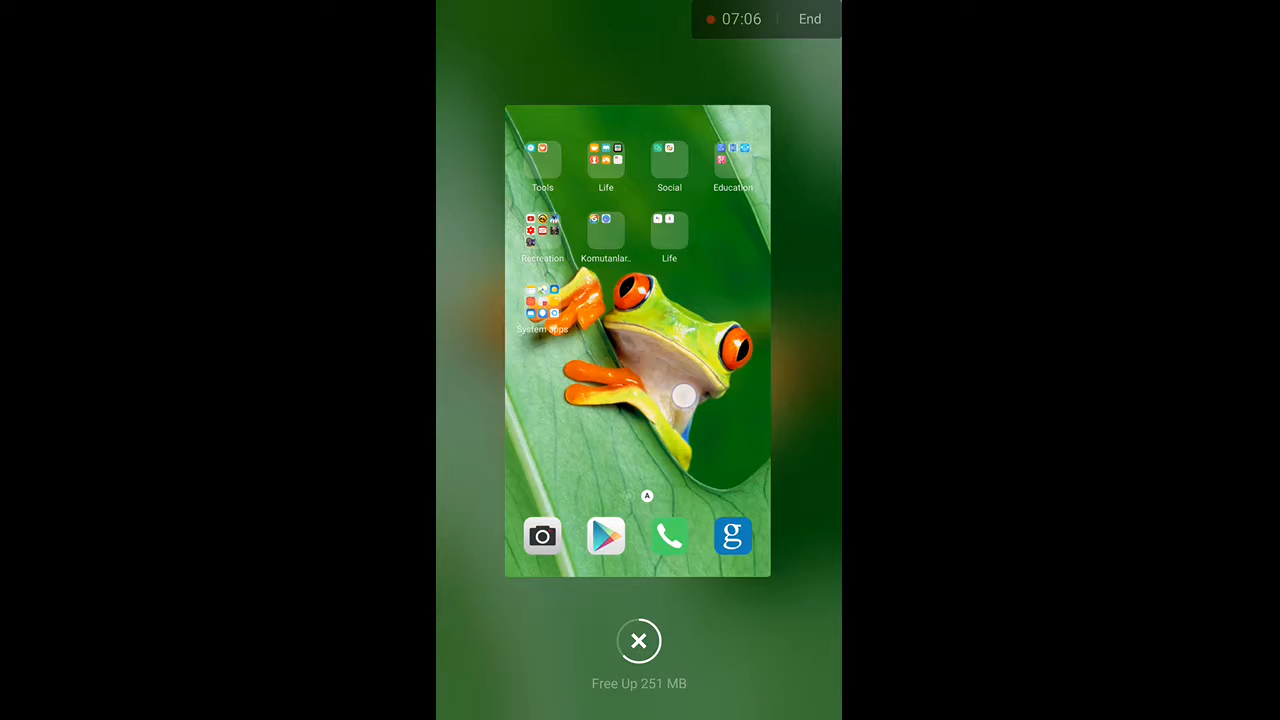 07:06 | End
Tools Life Social Education
Recreation Komutanlar.. Life
System apps
A
g
Free Up 251 MB